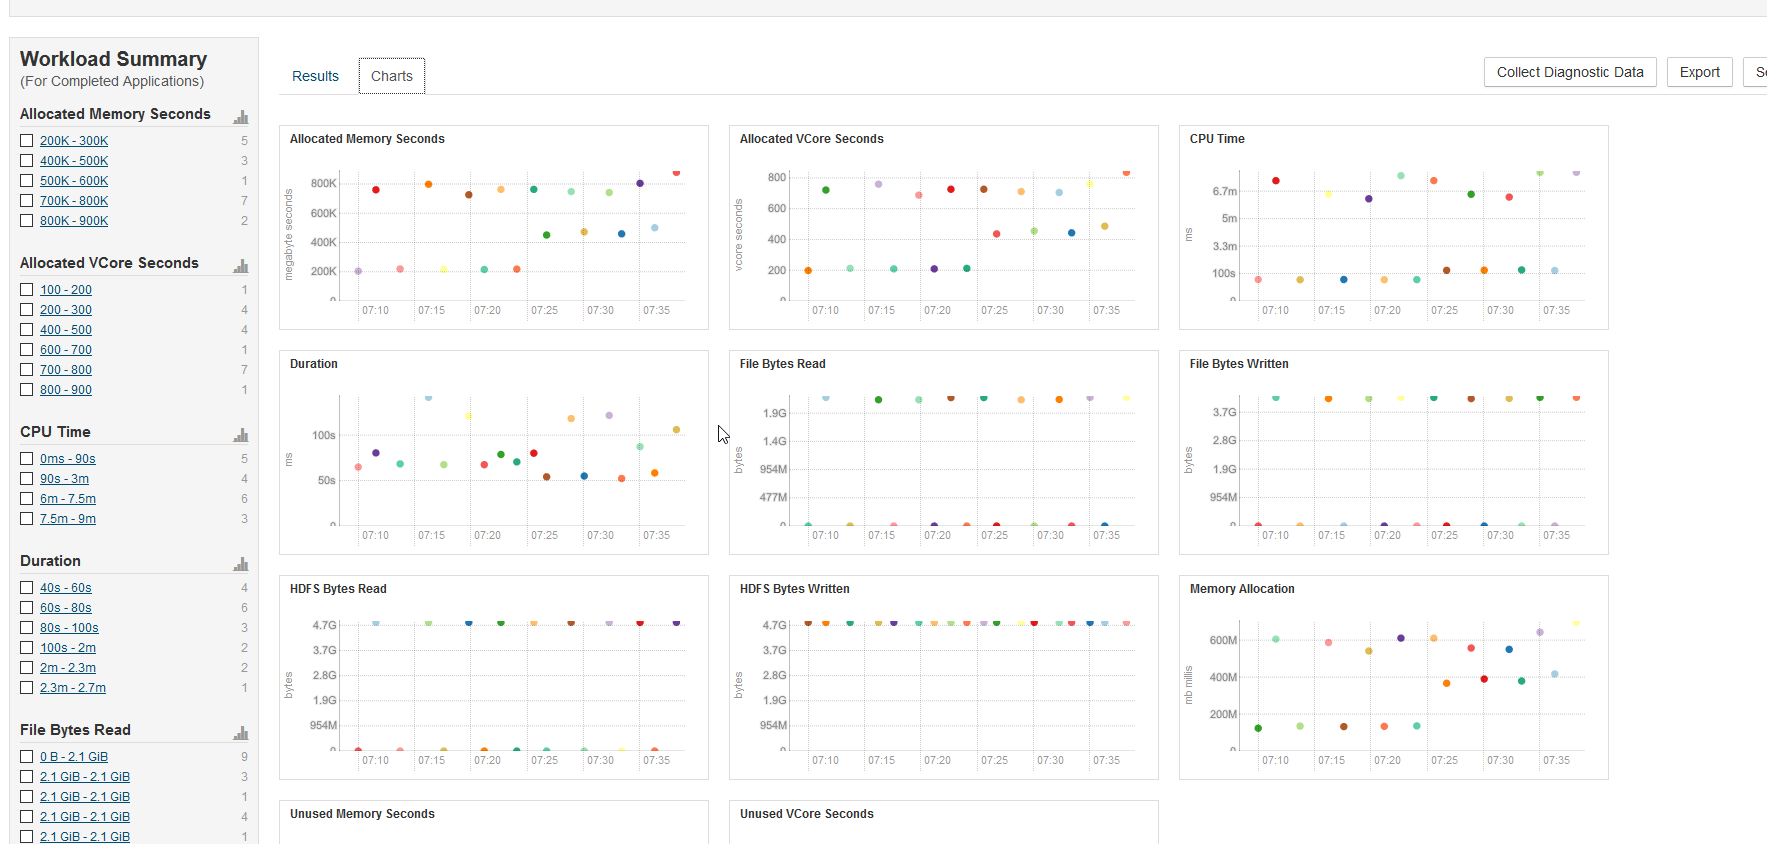 Workload Summary
(For Completed Applications)
Allocated Memory Seconds
200K - 300K 5
400K - 500K 3
500K - 600K 1
700K - 800K 7
800K - 900K 2
Allocated VCore Seconds
100 - 200 1
200 - 300 4
400 - 500 4
600 - 700 1
700 - 800 7
800 - 900 1
CPU Time
0ms - 90s 5
90s - 3m 4
6m - 7.5m 6
7.5m - 9m 3
Duration
40s - 60s 4
60s - 80s 6
80s - 100s 3
100s - 2m 2
2m - 2.3m 2
2.3m - 2.7m 1
File Bytes Read
0 B - 2.1 GiB 9
2.1 GiB - 2.1 GiB 3
2.1 GiB - 2.1 GiB 1
2.1 GiB - 2.1 GiB 4
2.1 GiB - 2.1 GiB 1
Results Charts
Collect Diagnostic Data Export
Allocated Memory Seconds
megabyte seconds
800K
600K
400K
200K
0
07:10 07:15 07:20 07:25 07:30 07:35
Allocated VCore Seconds
vcore seconds
800
600
400
200
0
07:10 07:15 07:20 07:25 07:30 07:35
CPU Time
ms
6.7m
5m
3.3m
100s
0
07:10 07:15 07:20 07:25 07:30 07:35
Duration
ms
100s
50s
0
07:10 07:15 07:20 07:25 07:30 07:35
File Bytes Read
bytes
1.9G
1.4G
954M
477M
0
07:10 07:15 07:20 07:25 07:30 07:35
File Bytes Written
bytes
3.7G
2.8G
1.9G
954M
0
07:10 07:15 07:20 07:25 07:30 07:35
HDFS Bytes Read
bytes
4.7G
3.7G
2.8G
1.9G
954M
0
07:10 07:15 07:20 07:25 07:30 07:35
HDFS Bytes Written
bytes
4.7G
3.7G
2.8G
1.9G
954M
0
07:10 07:15 07:20 07:25 07:30 07:35
Memory Allocation
mb mills
600M
400M
200M
0
07:10 07:15 07:20 07:25 07:30 07:35
Unused Memory Seconds
Unused VCore Seconds